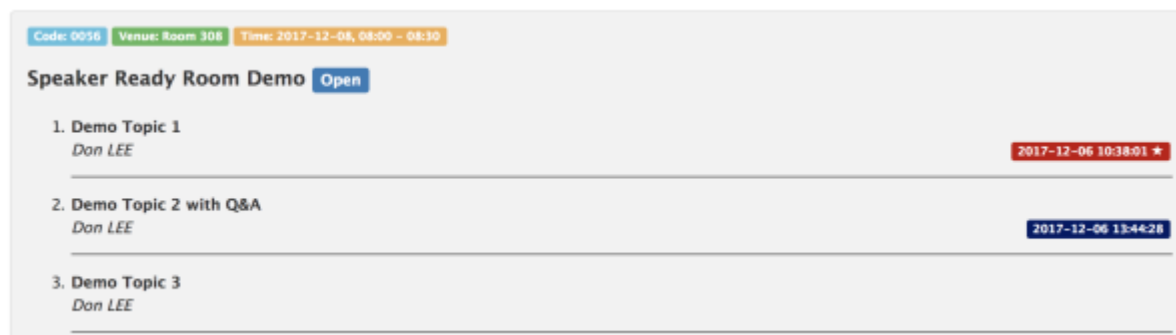 Code: 0056 Venue: Room 308 Time: 2017-12-08, 08:00 - 08:30
Speaker Ready Room Demo Open
1. Demo Topic 1
Don LEE
2017-12-06 10:38:01 ★
2. Demo Topic 2 with Q&A
Don LEE
2017-12-06 13:44:28
3. Demo Topic 3
Don LEE